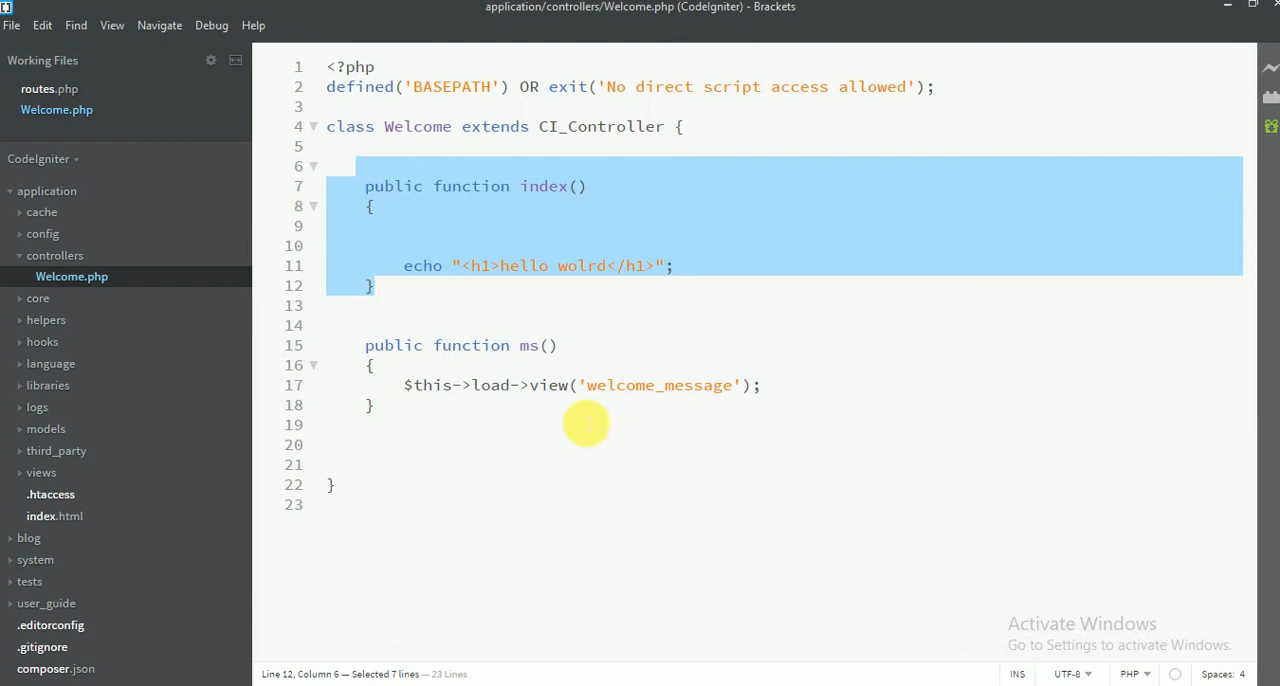 application/controllers/Welcome.php (CodeIgniter) - Brackets
File Edit Find View Navigate Debug Help
Working Files
routes.php
Welcome.php
CodeIgniter
application
cache
config
controllers
Welcome.php
core
helpers
hooks
language
libraries
logs
models
third_party
views
.htaccess
index.html
blog
system
tests
user_guide
.editorconfig
.gitignore
composer.json
1 <?php
2 defined('BASEPATH') OR exit('No direct script access allowed');
3
4 class Welcome extends CI_Controller {
5
6
7 public function index()
8 {
9
10
11 echo "<h1>hello wolrd</h1>";
12 }
13
14
15 public function ms()
16 {
17 $this->load->view('welcome_message');
18 }
19
20
21
22 }
23
Activate Windows
Go to Settings to activate Windows.
Line 12, Column 6 — Selected 7 lines — 23 Lines
INS UTF-8 PHP Spaces: 4